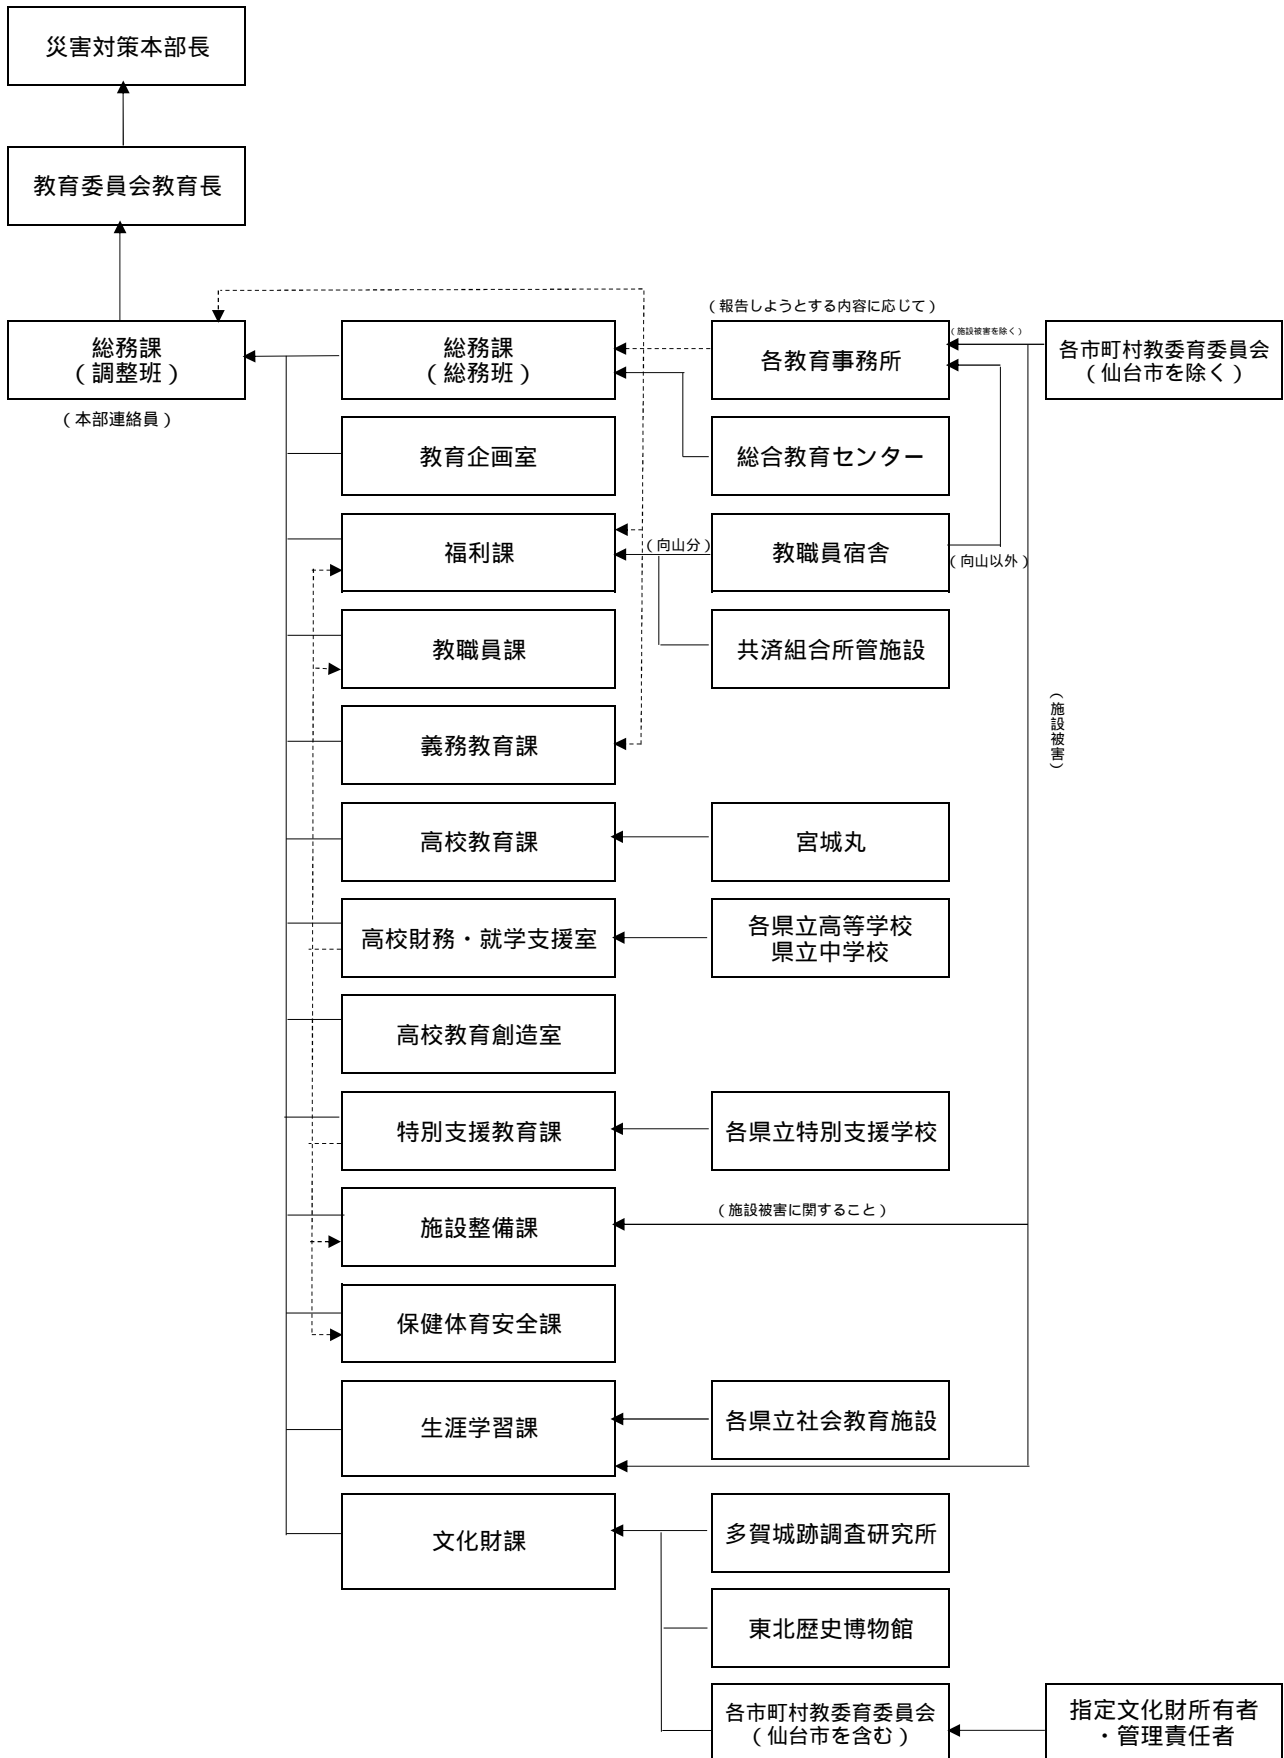 災害対策本部長
教育委員会教育長
（報告しようとする内容に応じて）
総務課
（調整班）
（本部連絡員）
総務課
（総務班）
各教育事務所
（施設被害を除く）
各市町村教委育委員会
（仙台市を除く）
教育企画室
総合教育センター
福利課
（向山分）
教職員宿舎
（向山以外）
教職員課
共済組合所管施設
（施設被害）
義務教育課
高校教育課
宮城丸
高校財務・就学支援室
各県立高等学校
県立中学校
高校教育創造室
特別支援教育課
各県立特別支援学校
施設整備課
（施設被害に関すること）
保健体育安全課
生涯学習課
各県立社会教育施設
文化財課
多賀城跡調査研究所
東北歴史博物館
各市町村教委育委員会
（仙台市を含む）
指定文化財所有者
・管理責任者